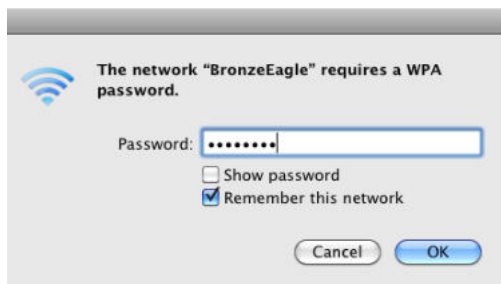 The network “BronzeEagle” requires a WPA
password.
Password: ••••••••
Show password
Remember this network
Cancel OK